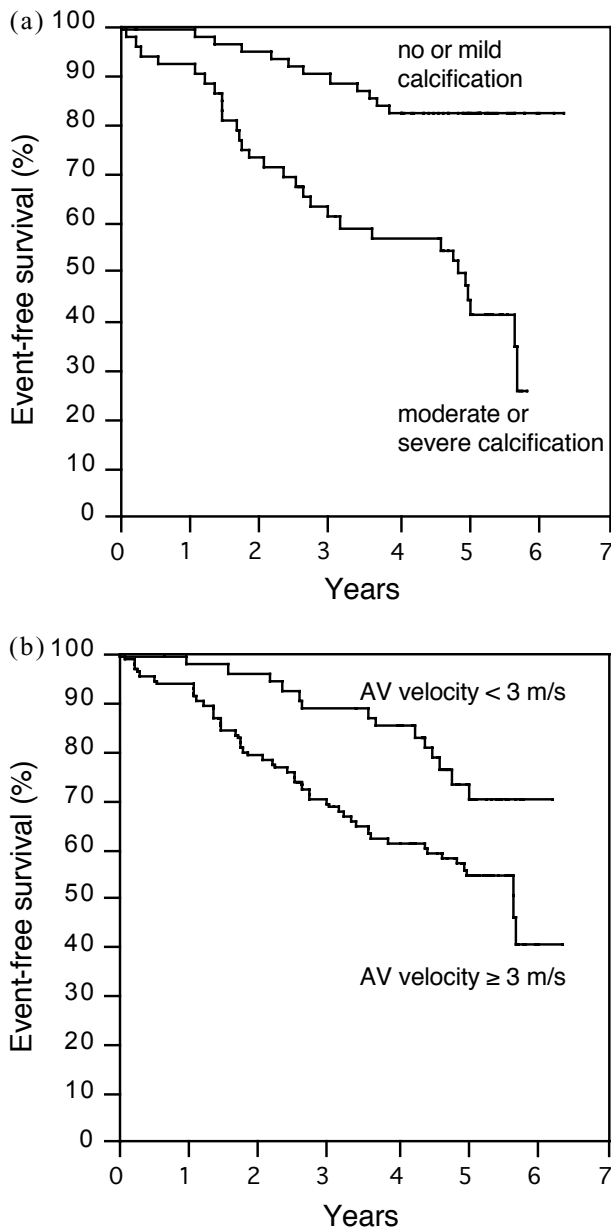 (a)
100
90
80
70
60
50
40
30
20
10
0
Event-free survival (%)
no or mild
calcification
moderate or
severe calcification
0 1 2 3 4 5 6 7
Years
(b)
100
90
80
70
60
50
40
30
20
10
0
Event-free survival (%)
AV velocity < 3 m/s
AV velocity ≥ 3 m/s
0 1 2 3 4 5 6 7
Years